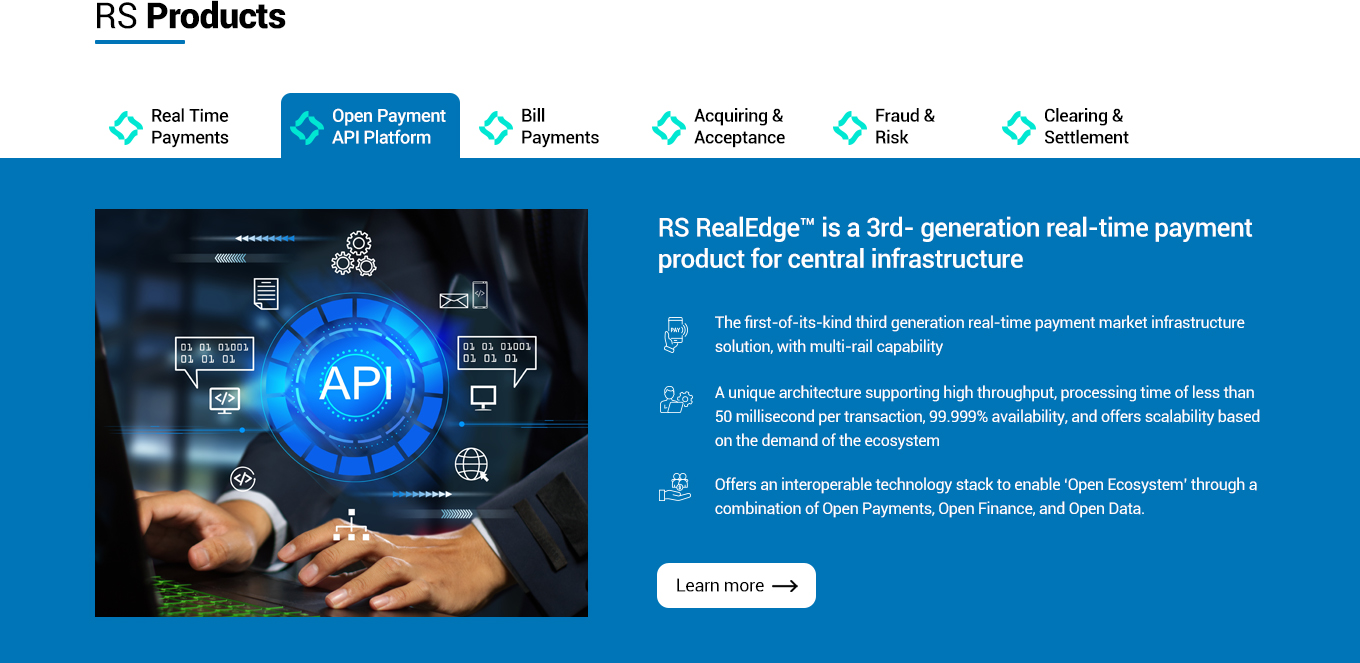 RS Products
Real Time
Payments
Open Payment
API Platform
Bill
Payments
Acquiring &
Acceptance
Fraud &
Risk
Clearing &
Settlement
RS RealEdge™ is a 3rd- generation real-time payment
product for central infrastructure
PAY
The first-of-its-kind third generation real-time payment market infrastructure
solution, with multi-rail capability
A unique architecture supporting high throughput, processing time of less than
50 millisecond per transaction, 99.999% availability, and offers scalability based
on the demand of the ecosystem
Offers an interoperable technology stack to enable ‘Open Ecosystem’ through a
combination of Open Payments, Open Finance, and Open Data.
Learn more
</>
01 01 01001
01 01 01
01 01 01001
01 01 01
API
</>
</>